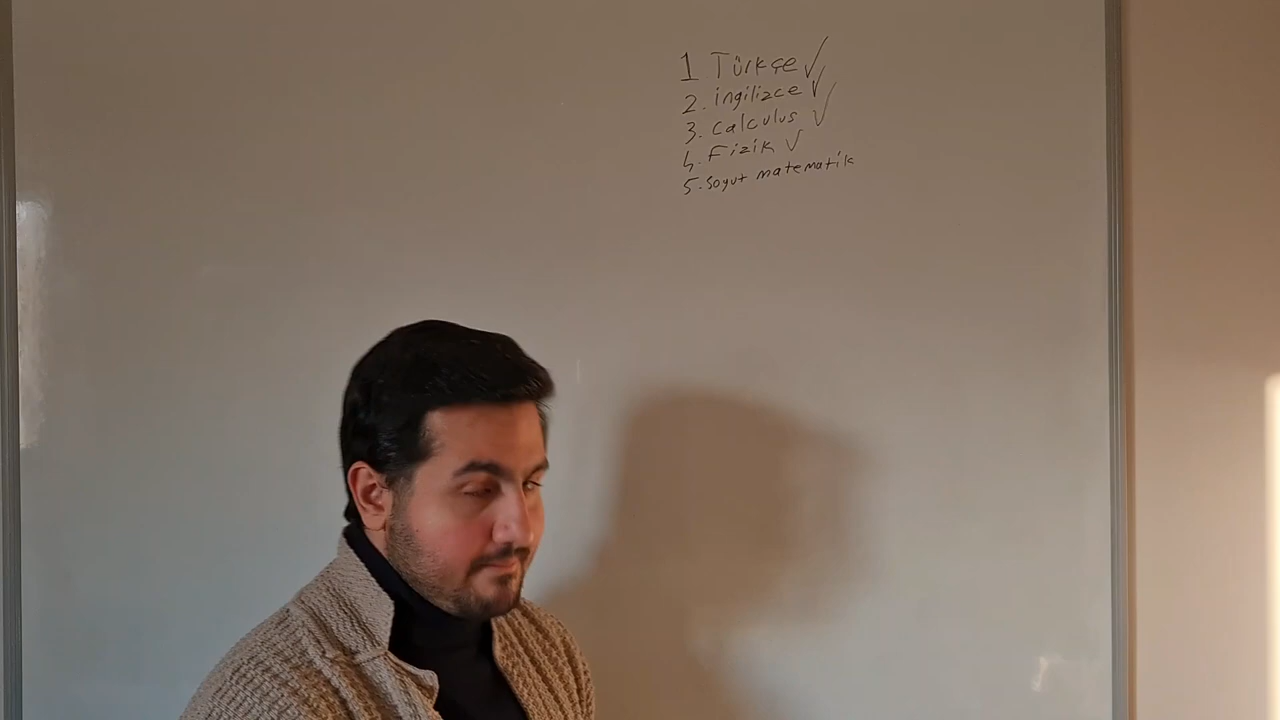 1 Türkçe ✓
2. ingilizce ✓
3. Calculus ✓
4. Fizik ✓
5. Soyut matematik